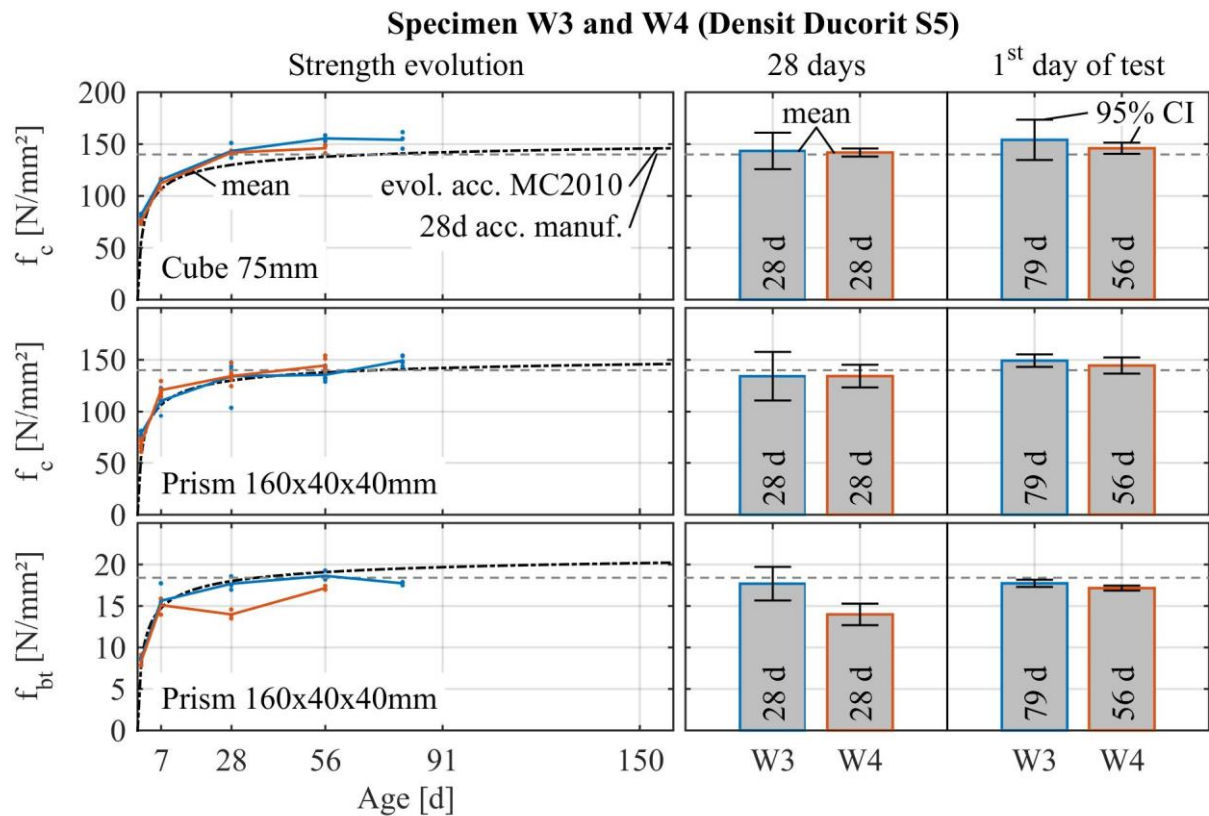 Specimen W3 and W4 (Densit Ducorit S5)
Strength evolution
28 days
1st day of test
f_c [N/mm²]
200
150
100
50
0
mean
evol. acc. MC2010
28d acc. manuf.
Cube 75mm
mean
95% CI
28 d
28 d
79 d
56 d
f_c [N/mm²]
150
100
50
0
Prism 160x40x40mm
28 d
28 d
79 d
56 d
f_bt [N/mm²]
20
15
10
5
0
Prism 160x40x40mm
28 d
28 d
79 d
56 d
7 28 56 91 150
Age [d]
W3 W4 W3 W4